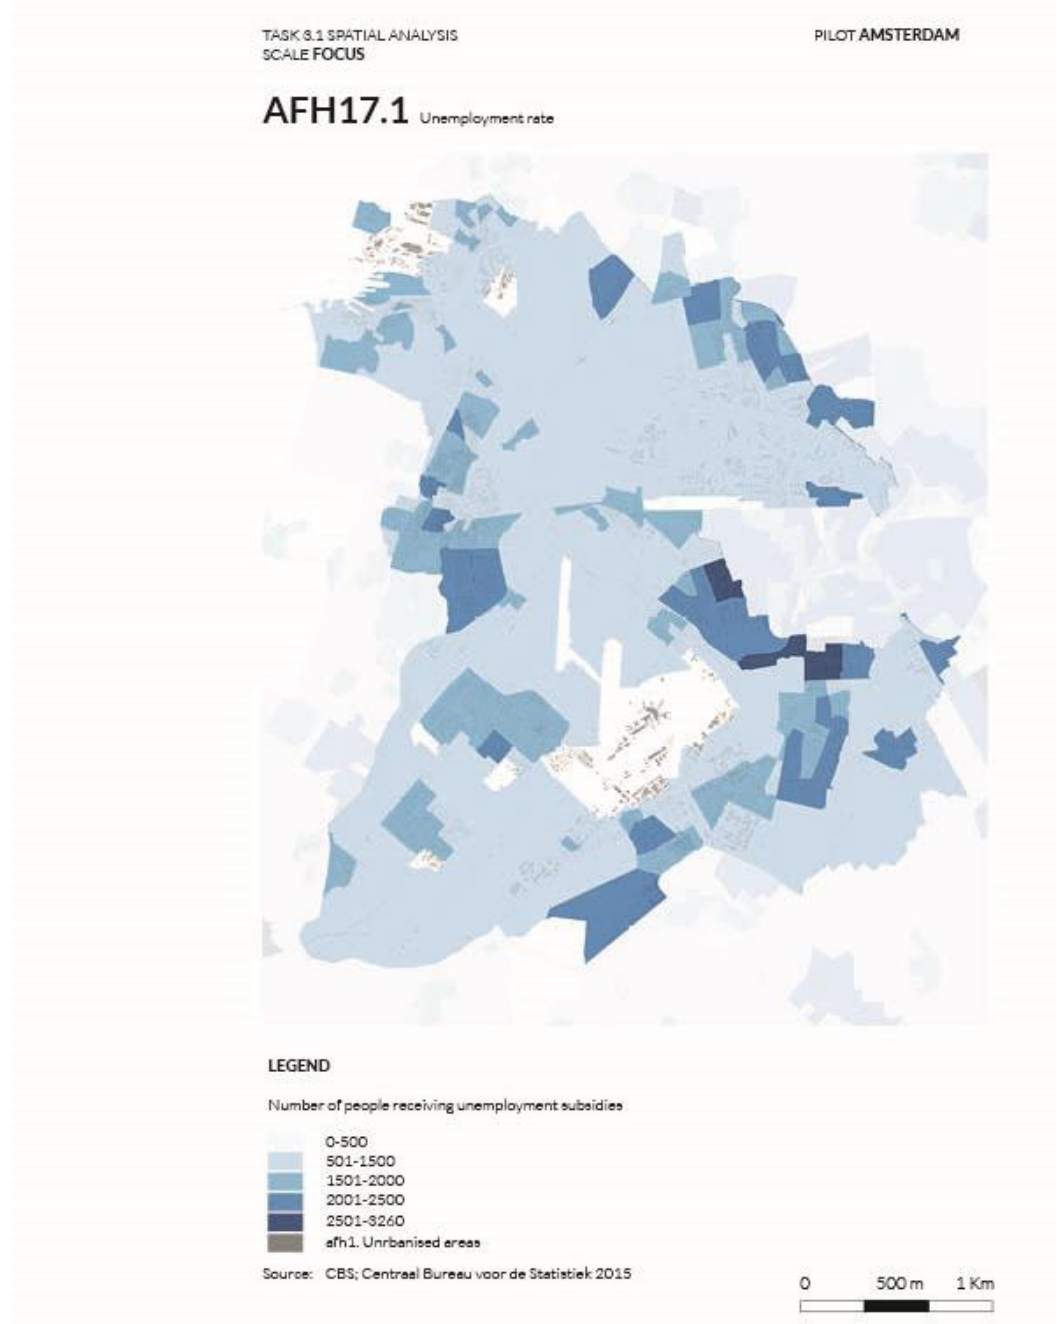 TASK 3.1 SPATIAL ANALYSIS
SCALE FOCUS
PILOT AMSTERDAM
AFH17.1 Unemployment rate
LEGEND
Number of people receiving unemployment subsidies
0-500
501-1500
1501-2000
2001-2500
2501-3260
afh1. Unrbanised areas
Source: CBS; Centraal Bureau voor de Statistiek 2015
0 500 m 1 Km